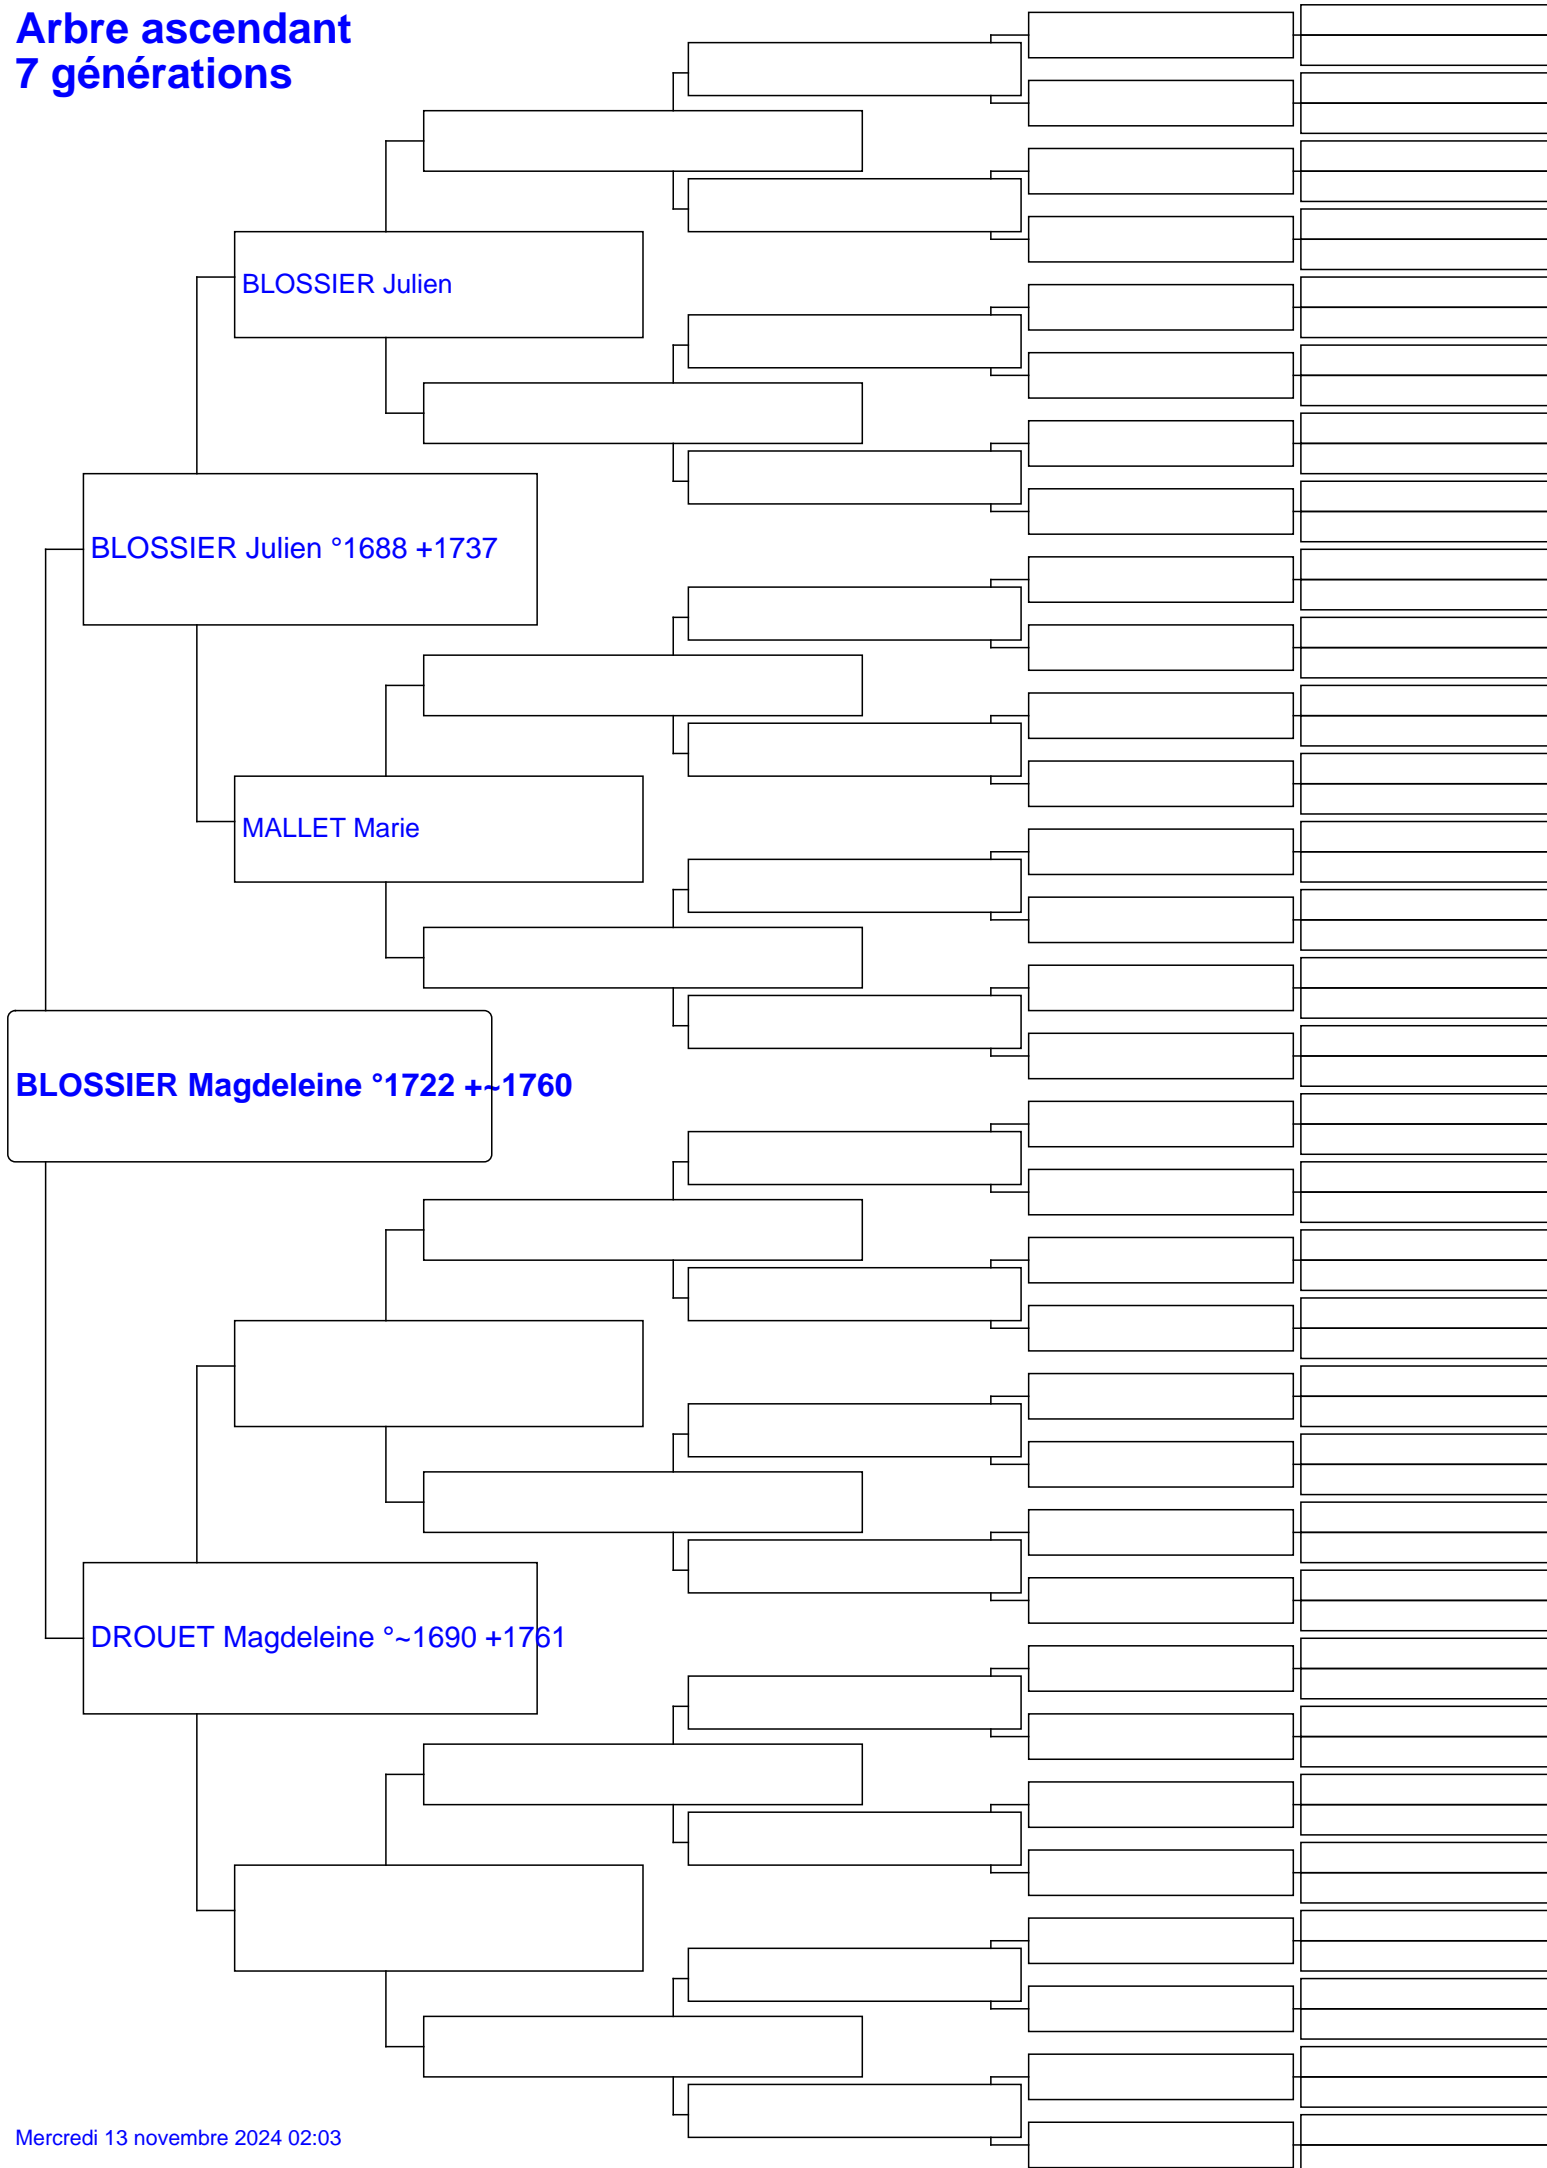 Arbre ascendant
7 générations
BLOSSIER Julien
BLOSSIER Julien °1688 +1737
MALLET Marie
BLOSSIER Magdeleine °1722 +~1760
DROUET Magdeleine °~1690 +1761
Mercredi 13 novembre 2024 02:03